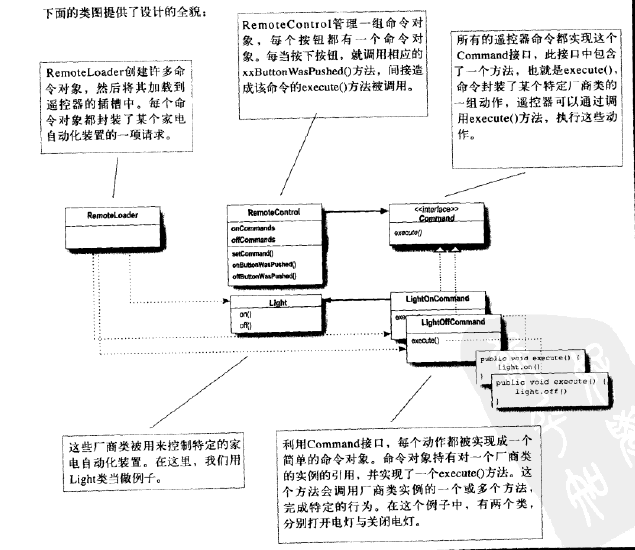 下面的类图提供了设计的全貌：
RemoteLoader创建许多命
令对象，然后将其加载到
遥控器的插槽中。每个命
令对象都封装了某个家电
自动化装置的一项请求。
RemoteControl管理一组命令对
象，每个按钮都有一个命令对
象。每当按下按钮，就调用相应的
xxButtonWasPushed()方法，间接造
成该命令的execute()方法被调用。
所有的遥控器命令都实现这个
Command接口，此接口中包含
了一个方法，也就是execute()，
命令封装了某个特定厂商类的
一组动作，遥控器可以通过调
用execute()方法，执行这些动
作。
RemoteLoader
RemoteControl
onCommands
offCommands
setCommand()
onButtonWasPushed()
offButtonWasPushed()
<<interface>>
Command
execute()
Light
on()
off()
LightOnCommand
exe
LightOffCommand
execute()
public void execute() {
light.on()
public void execute() {
light.off()
}
这些厂商类被用来控制特定的家
电自动化装置。在这里，我们用
Light类当做例子。
利用Command接口，每个动作都被实现成一个
简单的命令对象。命令对象持有对一个厂商类
的实例的引用，并实现了一个execute()方法。这
个方法会调用厂商类实例的一个或多个方法，
完成特定的行为。在这个例子中，有两个类，
分别打开电灯与关闭电灯。